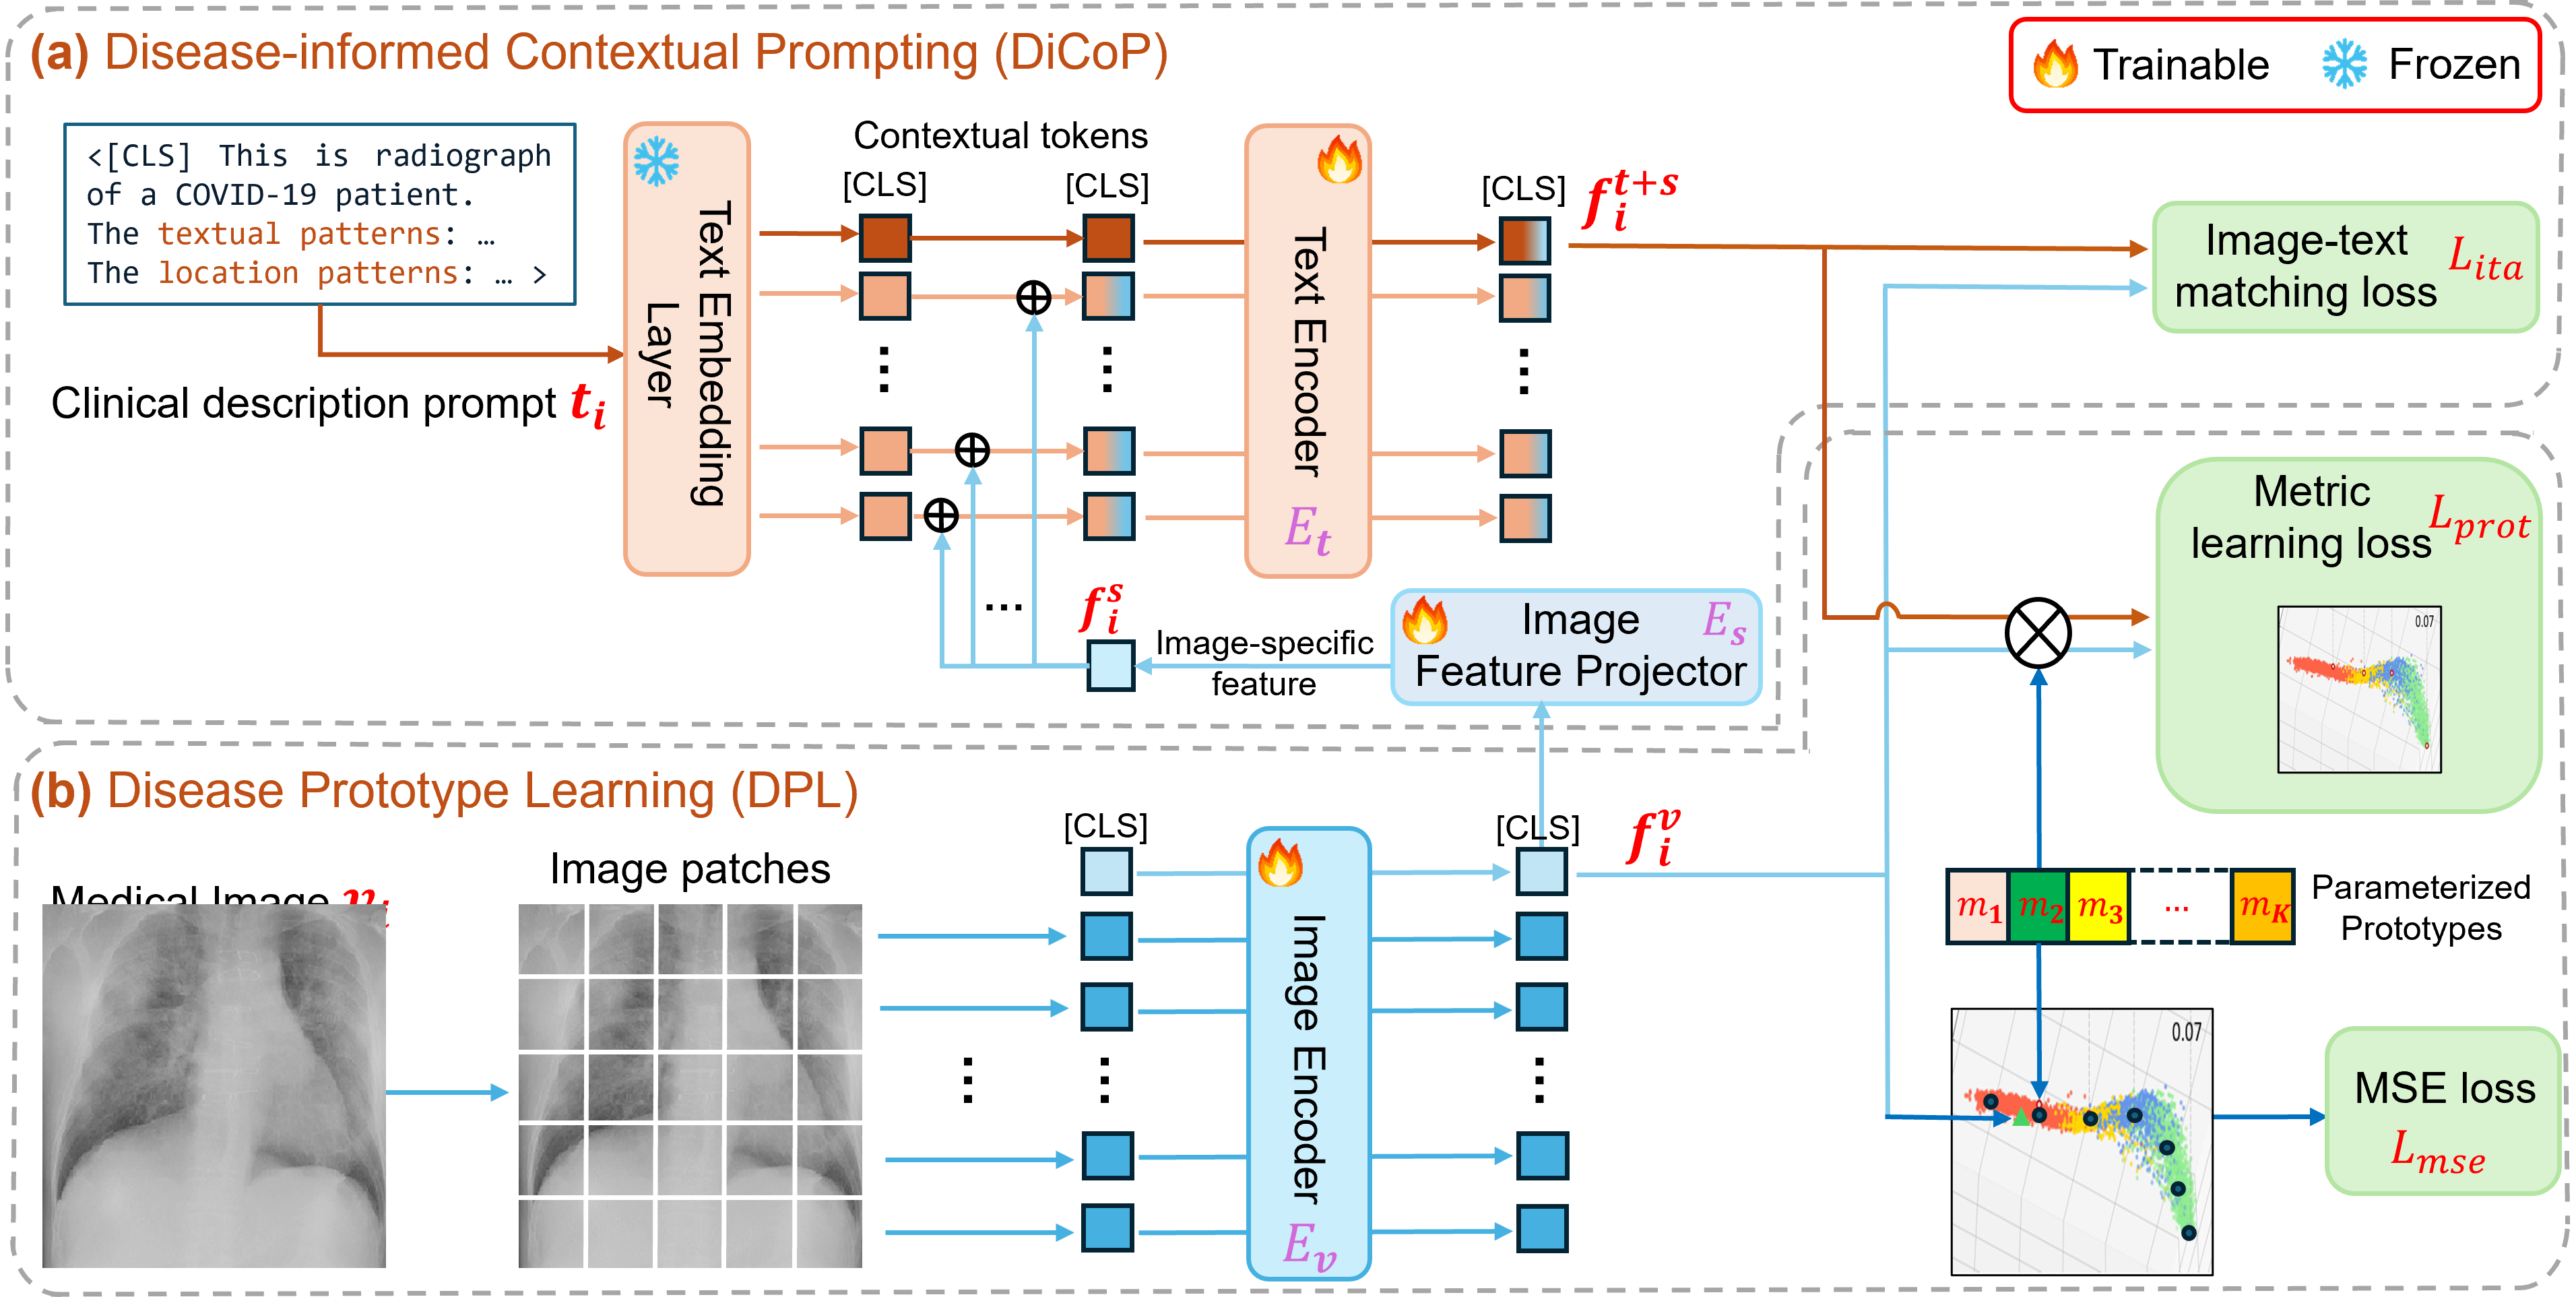 (a) Disease-informed Contextual Prompting (DiCoP)
Trainable
Frozen
<[CLS] This is radiograph
of a COVID-19 patient.
The textual patterns: …
The location patterns: … >
Clinical description prompt t_i
Text Embedding
Layer
Contextual tokens
[CLS]
[CLS]
Text Encoder
E_t
[CLS]
f_i^{t+s}
Image-text
matching loss
L_{ita}
...
f_i^s
Image-specific
feature
Image
Feature Projector
E_s
Metric
learning loss
L_{prot}
0.07
(b) Disease Prototype Learning (DPL)
Medical Image v_i
Image patches
[CLS]
Image Encoder
E_v
[CLS]
f_i^v
m_1
m_2
m_3
...
m_K
Parameterized
Prototypes
0.07
MSE loss
L_{mse}